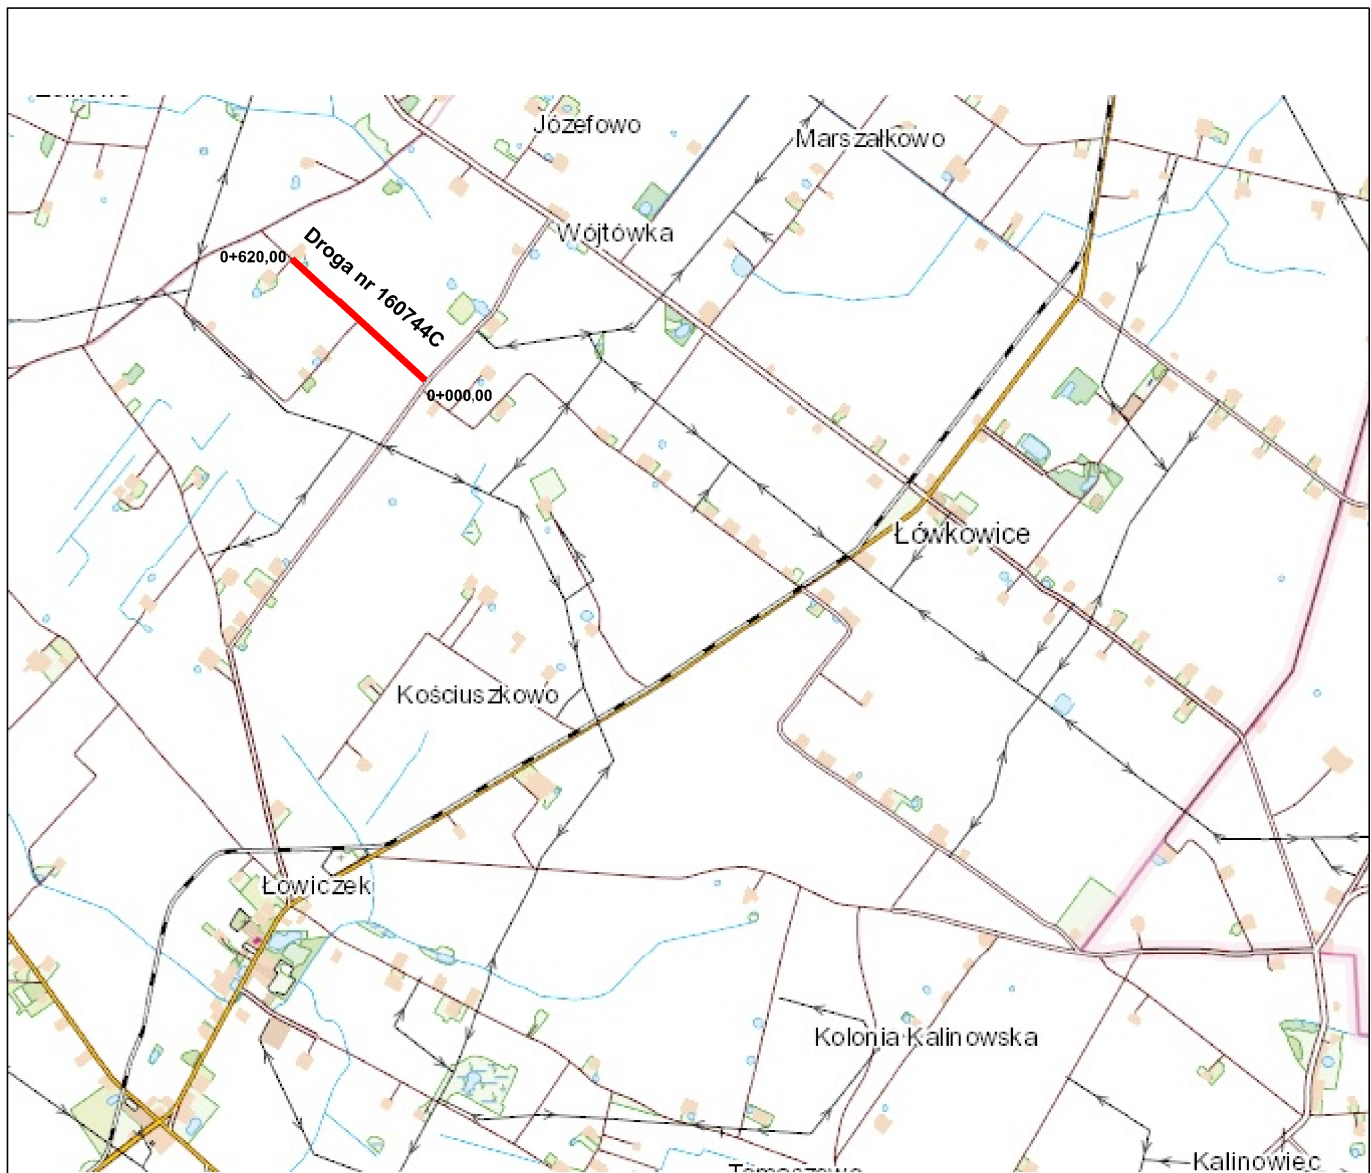 Józefowo
Marszałkowo
Wójtówka
Droga nr 160744C
0+620,00
0+000,00
Łówkowice
Kościuszkowo
Łowiczek
Kolonia Kalinowska
Kalinowiec